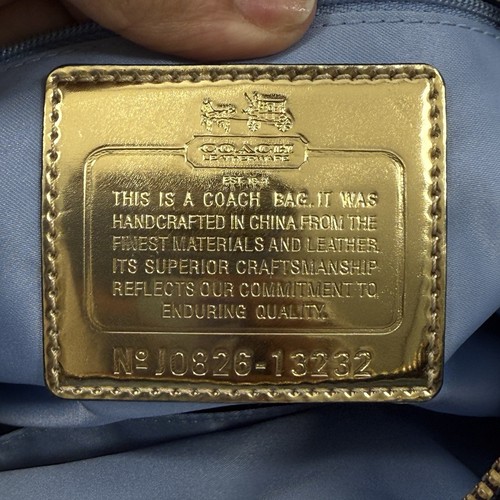 COACH
LEATHERWARE
EST. 1941
THIS IS A COACH BAG. IT WAS
HANDCRAFTED IN CHINA FROM THE
FINEST MATERIALS AND LEATHER.
ITS SUPERIOR CRAFTSMANSHIP
REFLECTS OUR COMMITMENT TO
ENDURING QUALITY.
Nº J0826-13232